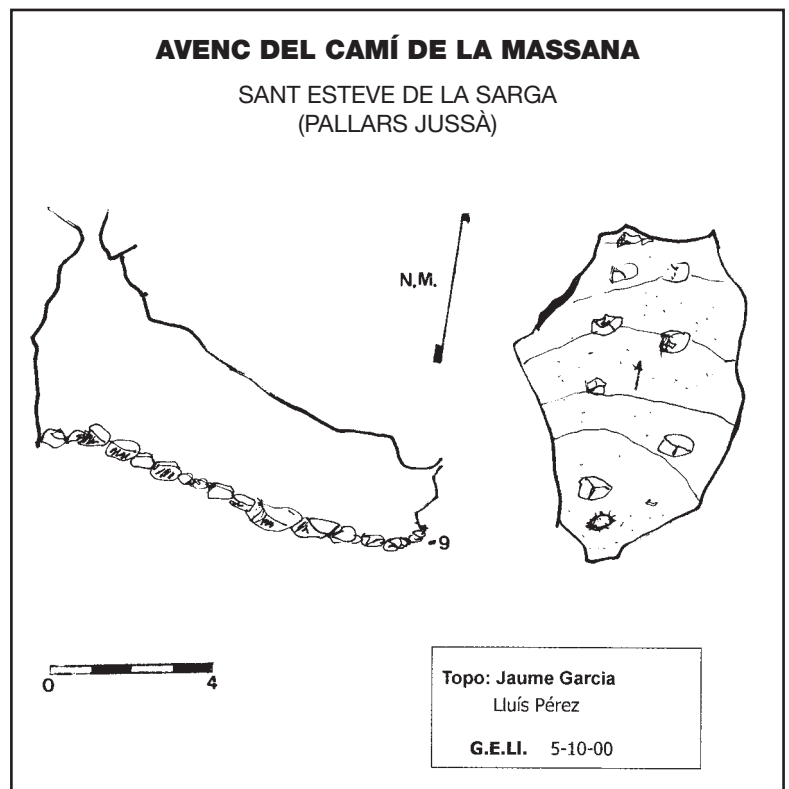 AVENC DEL CAMÍ DE LA MASSANA
SANT ESTEVE DE LA SARGA
(PALLARS JUSSÀ)
N.M.
-9
0 4
Topo: Jaume Garcia
Lluís Pérez
G.E.Ll. 5-10-00